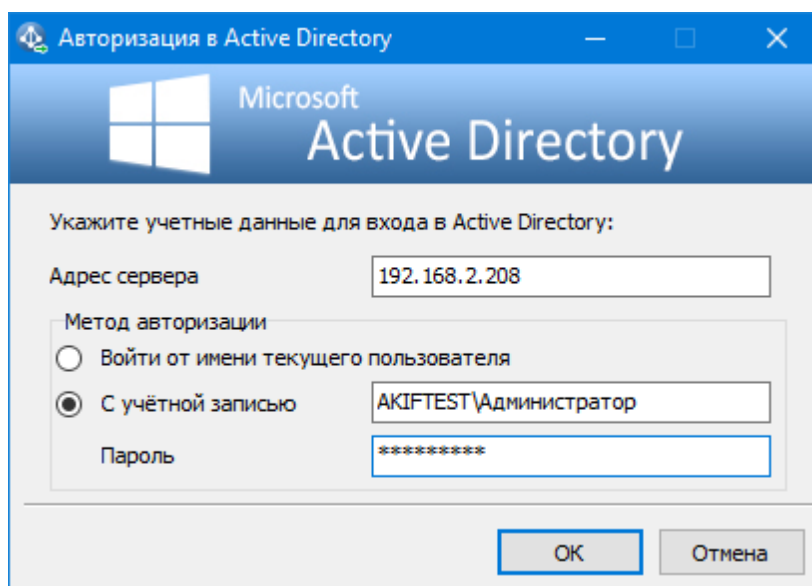 Авторизация в Active Directory
Microsoft
Active Directory
Укажите учетные данные для входа в Active Directory:
Адрес сервера 192.168.2.208
Метод авторизации
Войти от имени текущего пользователя
С учётной записью AKIFTEST\Администратор
Пароль *********
ОК Отмена